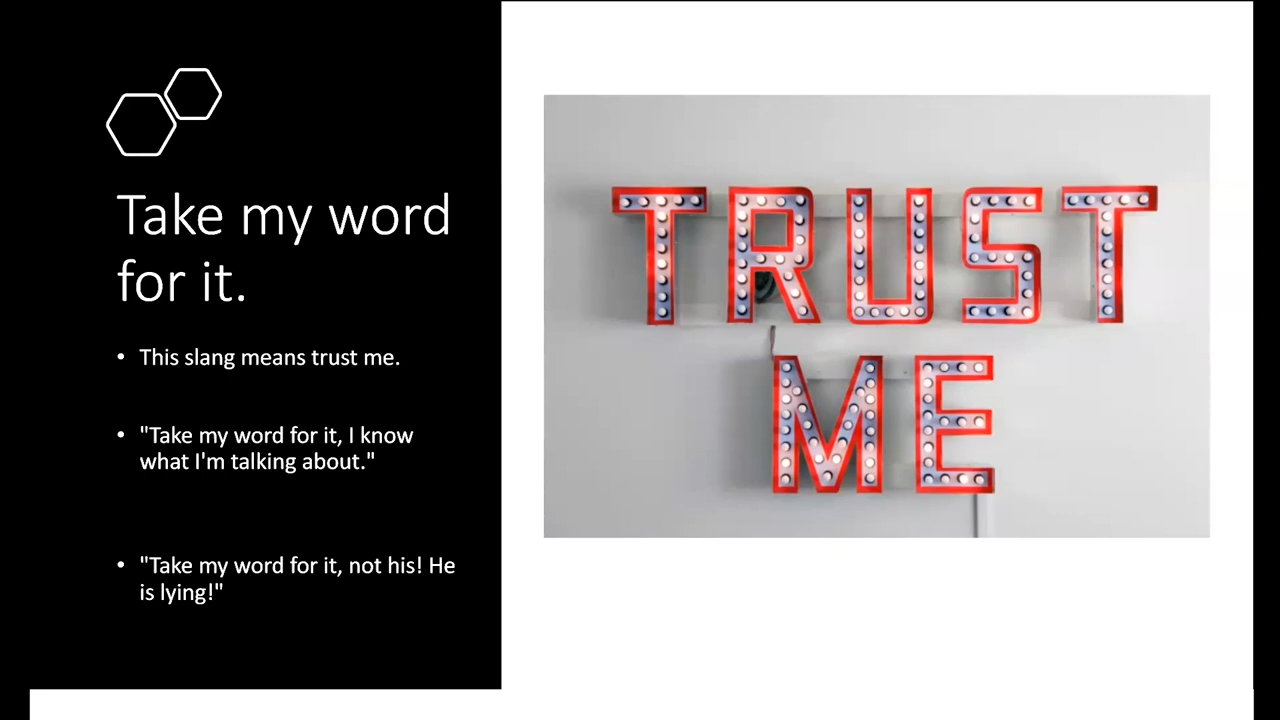 Take my word
for it.
• This slang means trust me.
• "Take my word for it, I know
what I'm talking about."
• "Take my word for it, not his! He
is lying!"
TRUST
ME